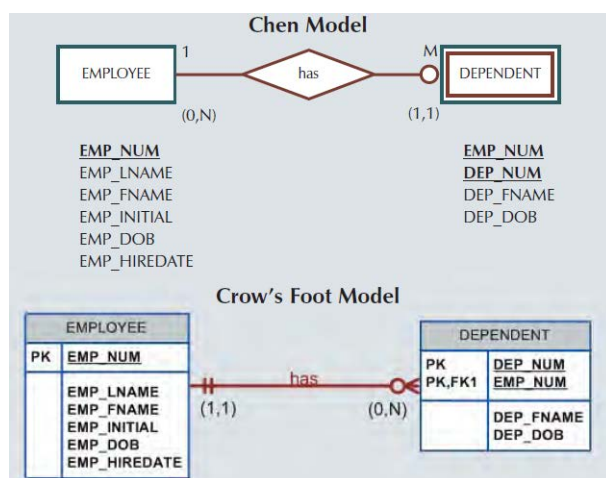 Chen Model
1
M
EMPLOYEE
has
DEPENDENT
(0,N)
(1,1)
EMP_NUM
EMP_LNAME
EMP_FNAME
EMP_INITIAL
EMP_DOB
EMP_HIREDATE
EMP_NUM
DEP_NUM
DEP_FNAME
DEP_DOB
Crow's Foot Model
EMPLOYEE
PK EMP_NUM
EMP_LNAME
EMP_FNAME
EMP_INITIAL
EMP_DOB
EMP_HIREDATE
has
(1,1)
(0,N)
DEPENDENT
PK DEP_NUM
PK,FK1 EMP_NUM
DEP_FNAME
DEP_DOB